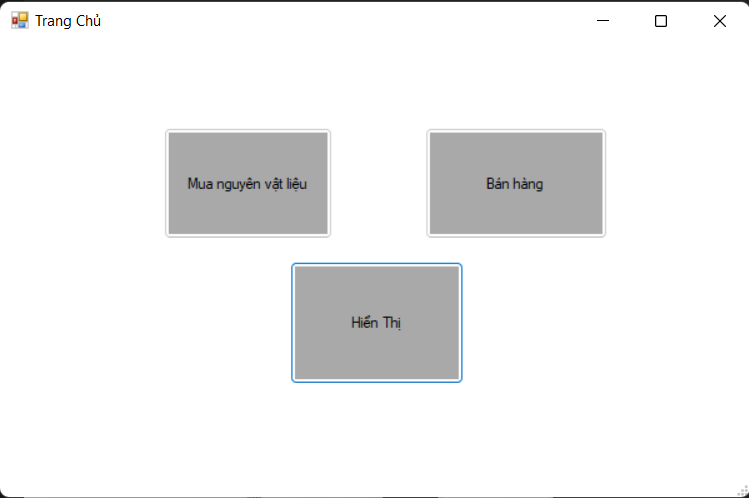 Trang Chủ
Mua nguyên vật liệu
Bán hàng
Hiển Thị